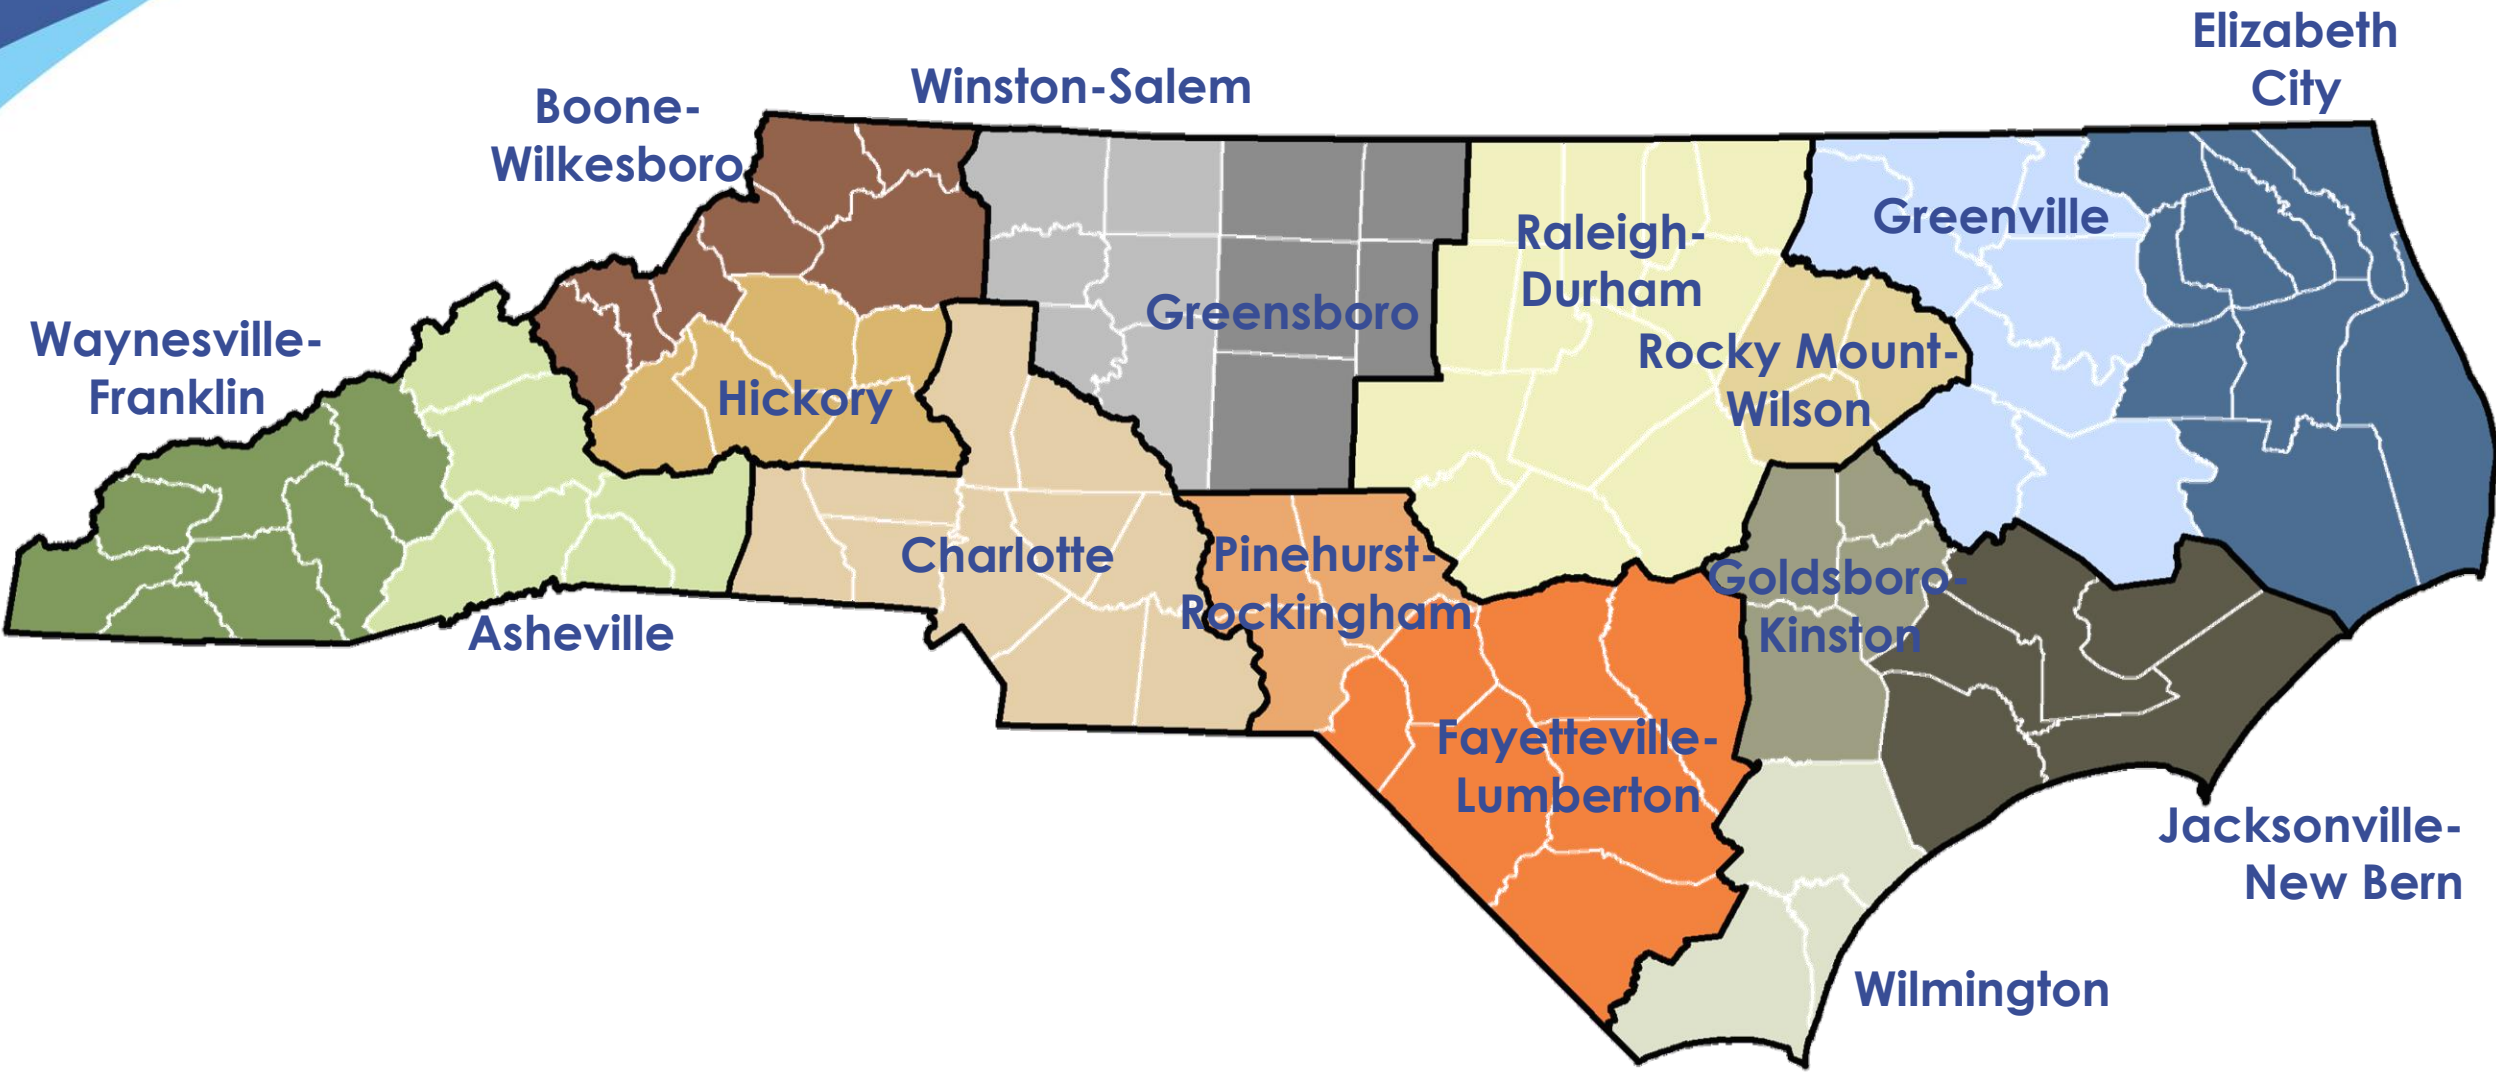 Elizabeth
City
Winston-Salem
Boone-
Wilkesboro
Greenville
Raleigh-
Durham
Greensboro
Waynesville-
Franklin
Rocky Mount-
Wilson
Hickory
Charlotte
Pinehurst-
Rockingham
Goldsboro-
Kinston
Asheville
Fayetteville-
Lumberton
Jacksonville-
New Bern
Wilmington